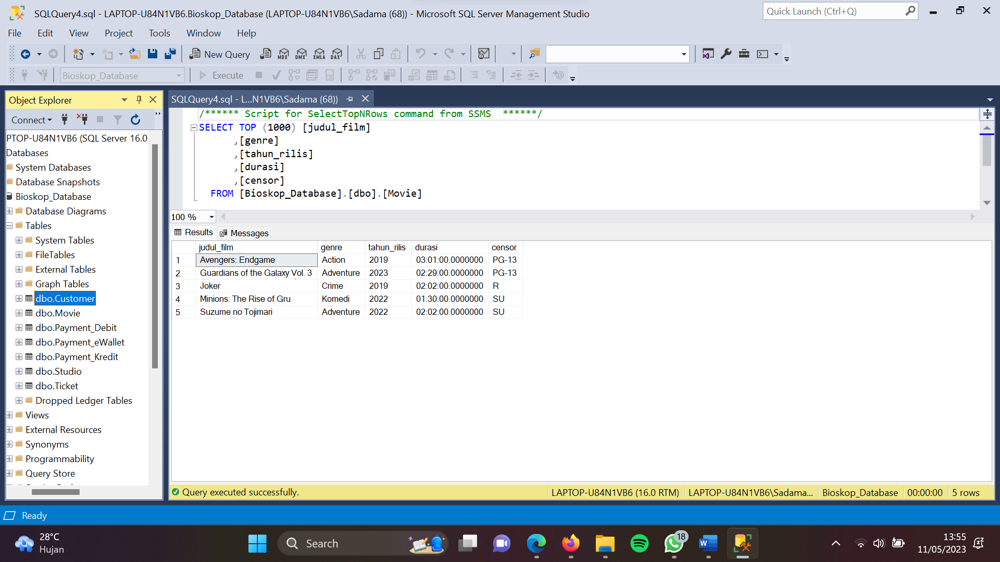 SQLQuery4.sql - LAPTOP-U84N1VB6.Bioskop_Database (LAPTOP-U84N1VB6\Sadama (68)) - Microsoft SQL Server Management Studio
Quick Launch (Ctrl+Q)
File Edit View Project Tools Window Help
New Query MDX DMX XMLA DAX
Bioskop_Database Execute
Object Explorer
Connect
PTOP-U84N1VB6 (SQL Server 16.0
Databases
System Databases
Database Snapshots
Bioskop_Database
Database Diagrams
Tables
System Tables
FileTables
External Tables
Graph Tables
dbo.Customer
dbo.Movie
dbo.Payment_Debit
dbo.Payment_eWallet
dbo.Payment_Kredit
dbo.Studio
dbo.Ticket
Dropped Ledger Tables
Views
External Resources
Synonyms
Programmability
Query Store
SQLQuery4.sql - L...N1VB6\Sadama (68))
/****** Script for SelectTopNRows command from SSMS ******/
SELECT TOP (1000) [judul_film]
,[genre]
,[tahun_rilis]
,[durasi]
,[censor]
FROM [Bioskop_Database].[dbo].[Movie]
100 %
Results Messages
judul_film genre tahun_rilis durasi censor
1 Avengers: Endgame Action 2019 03:01:00.0000000 PG-13
2 Guardians of the Galaxy Vol. 3 Adventure 2023 02:29:00.0000000 PG-13
3 Joker Crime 2019 02:02:00.0000000 R
4 Minions: The Rise of Gru Komedi 2022 01:30:00.0000000 SU
5 Suzume no Tojimari Adventure 2022 02:02:00.0000000 SU
Query executed successfully. LAPTOP-U84N1VB6 (16.0 RTM) LAPTOP-U84N1VB6\Sadama... Bioskop_Database 00:00:00 5 rows
Ready
28°C
Hujan
Search
18
13:55
11/05/2023